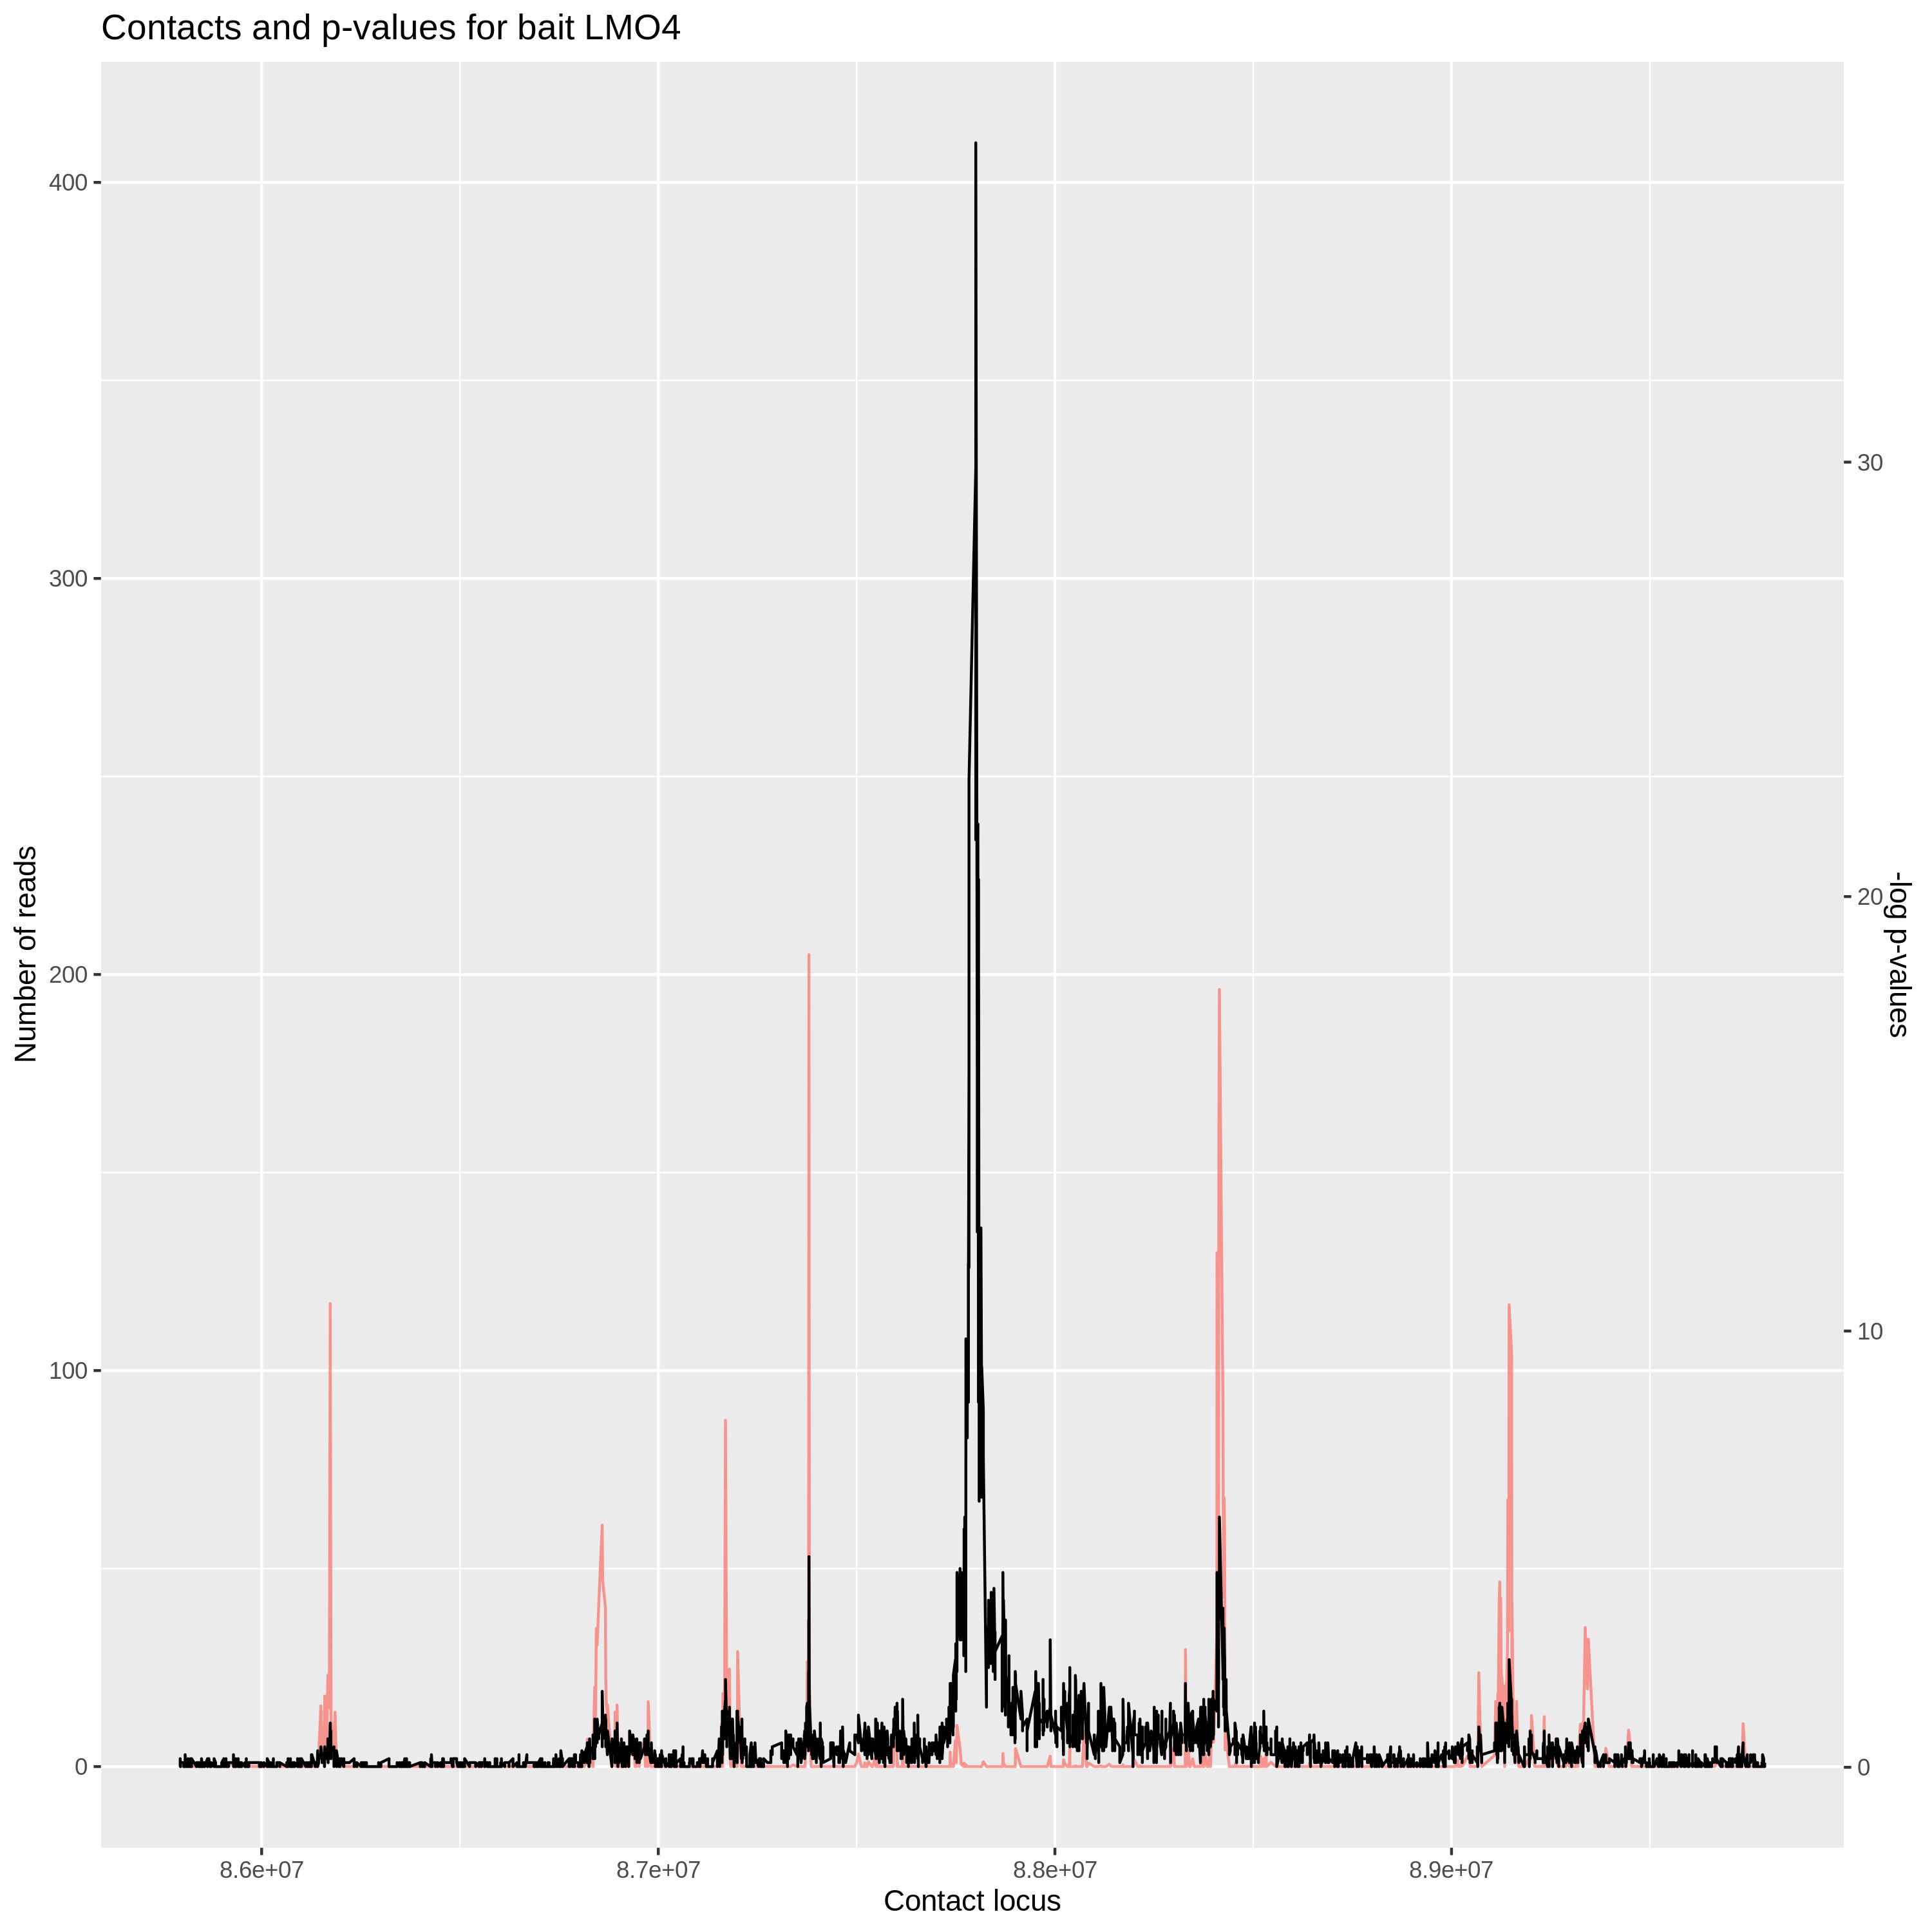 Contacts and p-values for bait LMO4
Number of reads
400
300
200
100
0
30
20
10
0
-log p-values
8.6e+07
8.7e+07
8.8e+07
8.9e+07
Contact locus